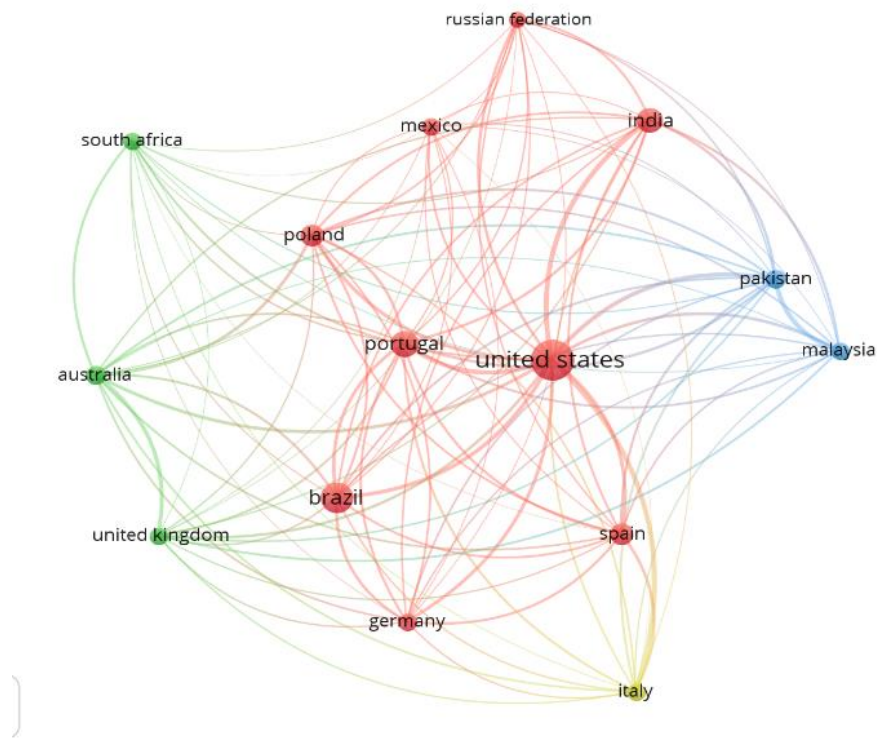 russian federation
india
mexico
south africa
poland
pakistan
portugal
united states
malaysia
australia
brazil
united kingdom
spain
germany
italy